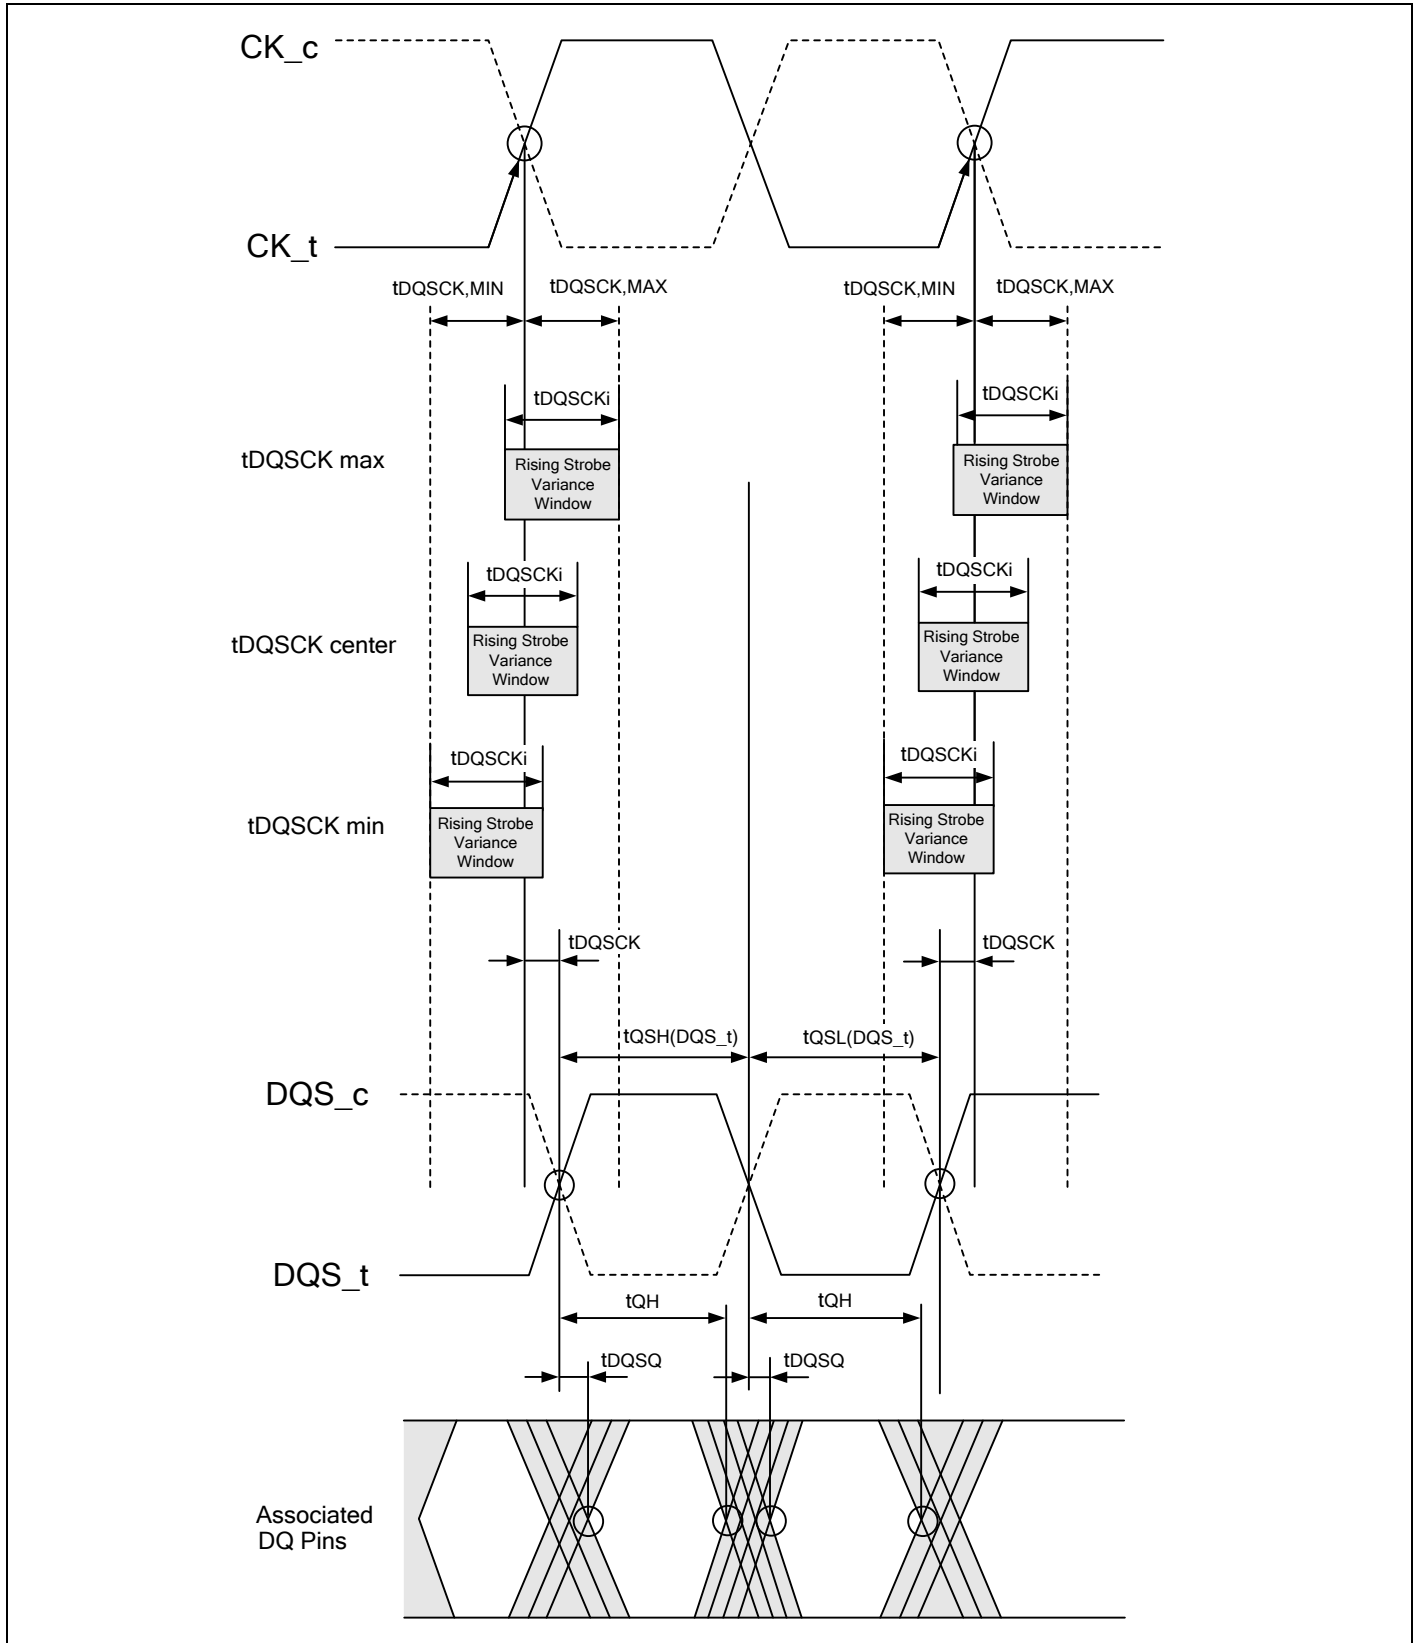 CK_c
CK_t
tDQSCK,MIN
tDQSCK,MAX
tDQSCK,MIN
tDQSCK,MAX
tDQSCKi
tDQSCKi
tDQSCK max
Rising Strobe
Variance
Window
Rising Strobe
Variance
Window
tDQSCKi
tDQSCKi
tDQSCK center
Rising Strobe
Variance
Window
Rising Strobe
Variance
Window
tDQSCKi
tDQSCKi
tDQSCK min
Rising Strobe
Variance
Window
Rising Strobe
Variance
Window
tDQSCK
tDQSCK
tQSH(DQS_t)
tQSL(DQS_t)
DQS_c
DQS_t
tQH
tQH
tDQSQ
tDQSQ
Associated
DQ Pins